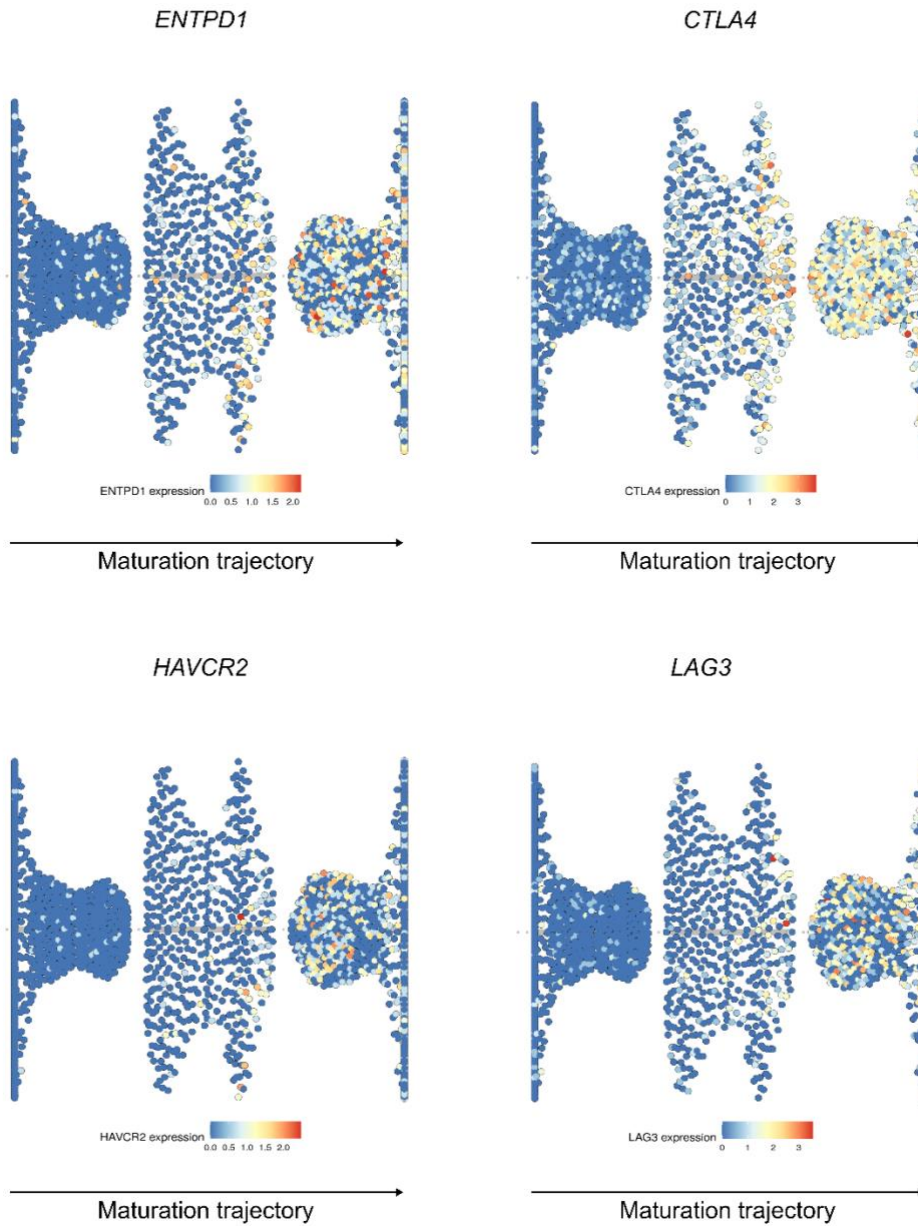 ENTPD1
CTLA4
ENTPD1 expression
0.0 0.5 1.0 1.5 2.0
CTLA4 expression
0 1 2 3
Maturation trajectory
Maturation trajectory
HAVCR2
LAG3
HAVCR2 expression
0.0 0.5 1.0 1.5 2.0
LAG3 expression
0 1 2 3
Maturation trajectory
Maturation trajectory